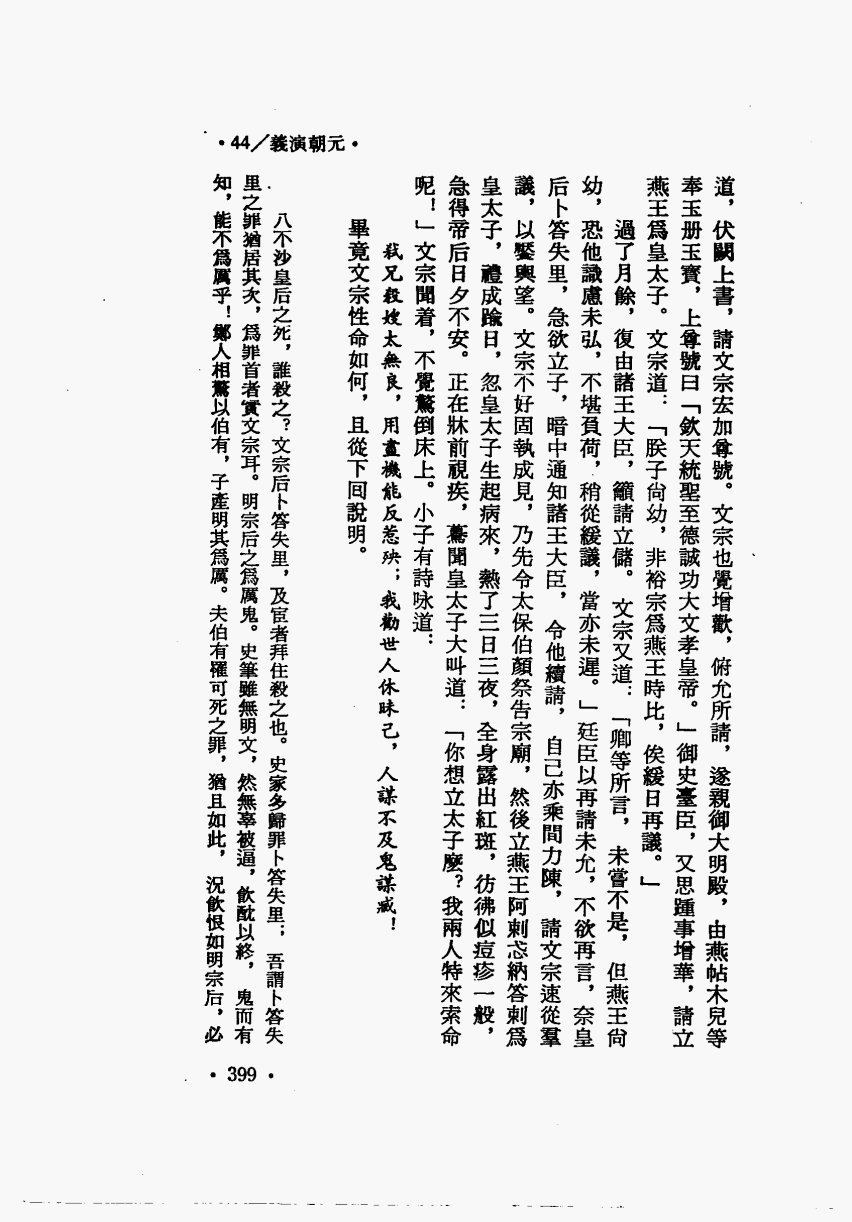 •44／義演朝元•
道，伏闕上書，請文宗宏加尊號。文宗也覺增歡，俯允所請，遂親御大明殿，由燕帖木兒等
奉玉册玉寶，上尊號曰「欽天統聖至德誠功大文孝皇帝。」御史臺臣，又思踵事增華，請立
燕王爲皇太子。文宗道：「朕子尙幼，非裕宗爲燕王時比，俟緩日再議。」
過了月餘，復由諸王大臣，籲請立儲。文宗又道：「卿等所言，未嘗不是，但燕王尙
幼，恐他識慮未弘，不堪負荷，稍從緩議，當亦未遲。」廷臣以再請未允，不欲再言，奈皇
后卜答失里，急欲立子，暗中通知諸王大臣，令他續請，自己亦乘間力陳，請文宗速從羣
議，以繫輿望。文宗不好固執成見，乃先令太保伯顏祭告宗廟，然後立燕王阿剌忒納答剌爲
皇太子，禮成踰日，忽皇太子生起病來，熱了三日三夜，全身露出紅斑，彷彿似痘疹一般，
急得帝后日夕不安。正在牀前視疾，驀聞皇太子大叫道：「你想立太子麽？我兩人特來索命
呢！」文宗聞着，不覺驚倒床上。小子有詩咏道：
弑兄殺嫂太無良，用盡機能反惹殃；我勸世人休昧己，人謀不及鬼謀臧！
畢竟文宗性命如何，且從下囘說明。
八不沙皇后之死，誰殺之？文宗后卜答失里，及宦者拜住殺之也。史家多歸罪卜答失里；吾謂卜答失
里之罪猶居其次，爲罪首者實文宗耳。明宗后之爲厲鬼。史筆雖無明文，然無辜被逼，飲酖以終，鬼而有
知，能不爲厲乎！鄭人相驚以伯有，子產明其爲厲。夫伯有罹可死之罪，猶且如此，況飲恨如明宗后，必
•399•